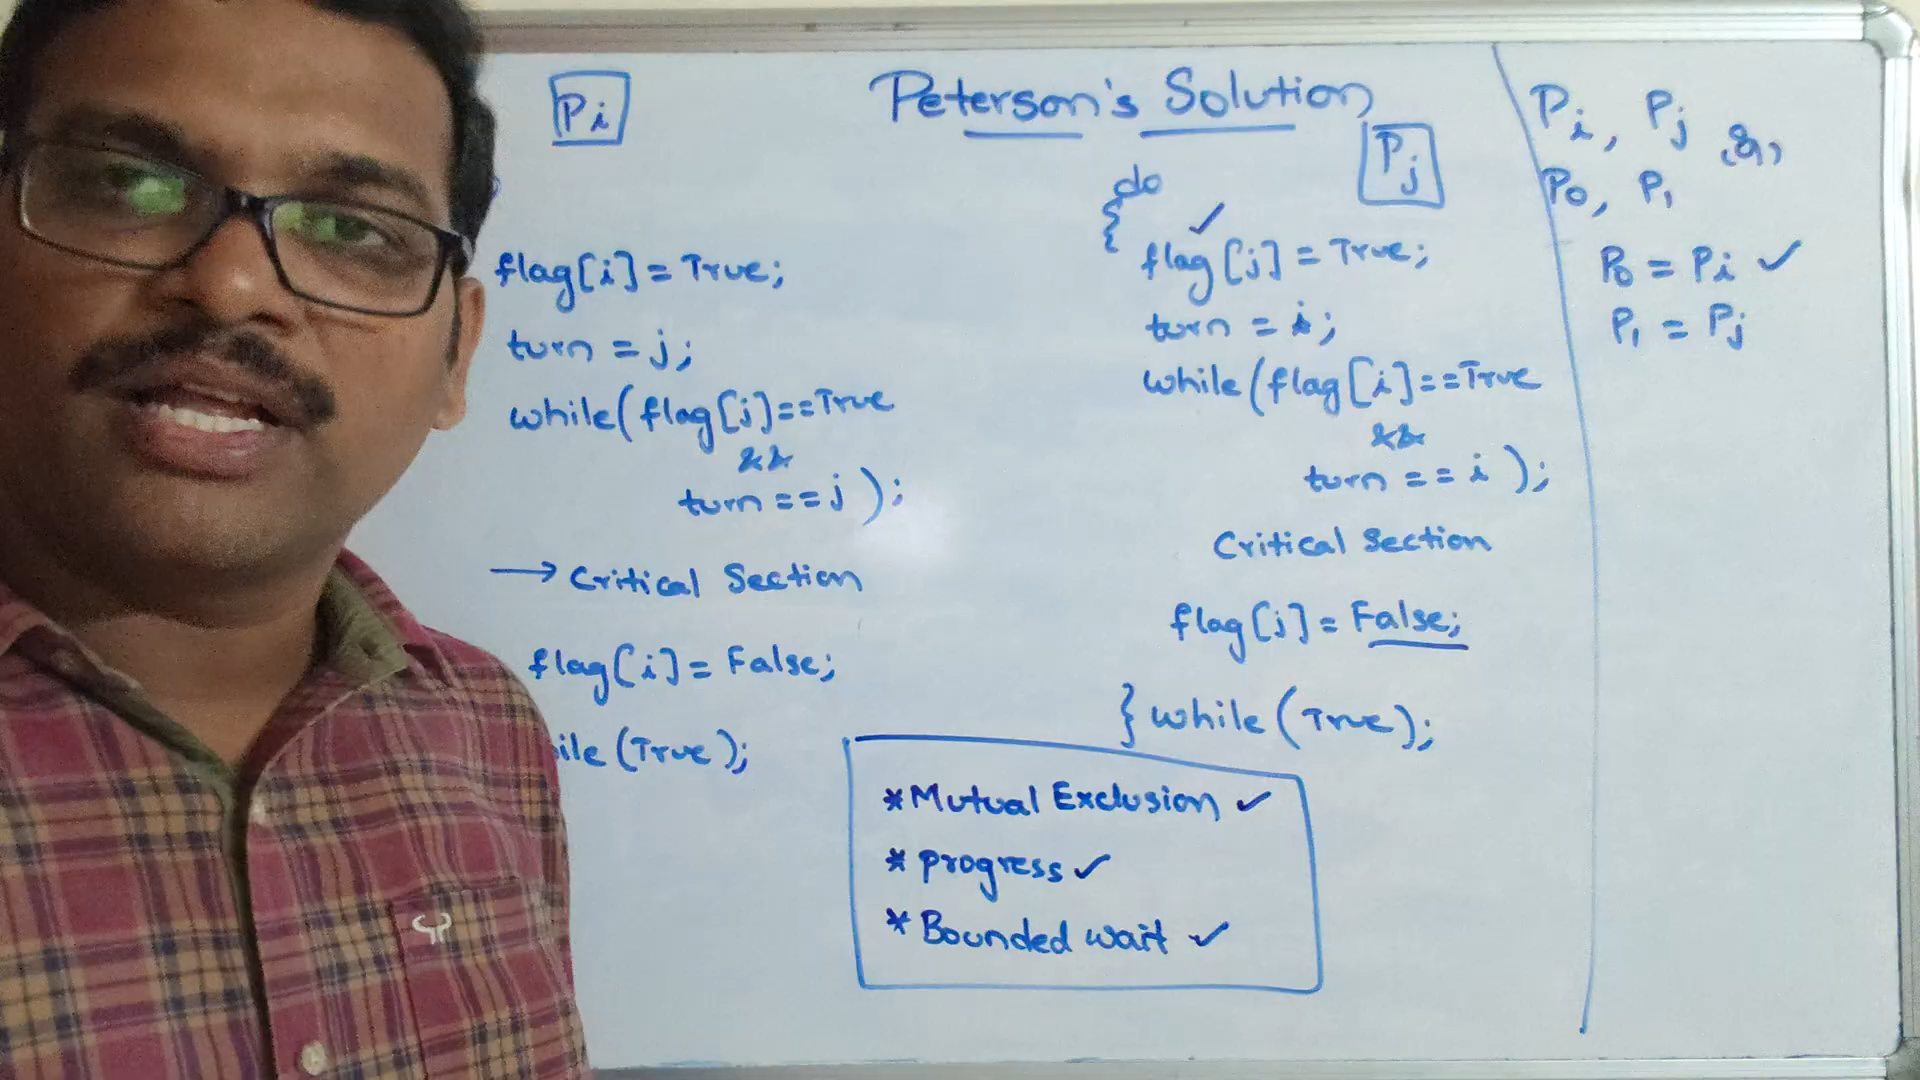 Peterson's Solution
Pi
flag[i] = True;
turn = j;
while(flag[j]==True
&&
turn==j);
→ Critical Section
flag[i] = False;
ile (True);
Pj
do
{
flag[j] = True;
turn = i;
while(flag[i]==True
&&
turn == i);
Critical Section
flag[j] = False;
} while (True);
* Mutual Exclusion ✓
* progress ✓
* Bounded wait ✓
Pi, Pj
P0, P1
P0 = Pi ✓
P1 = Pj